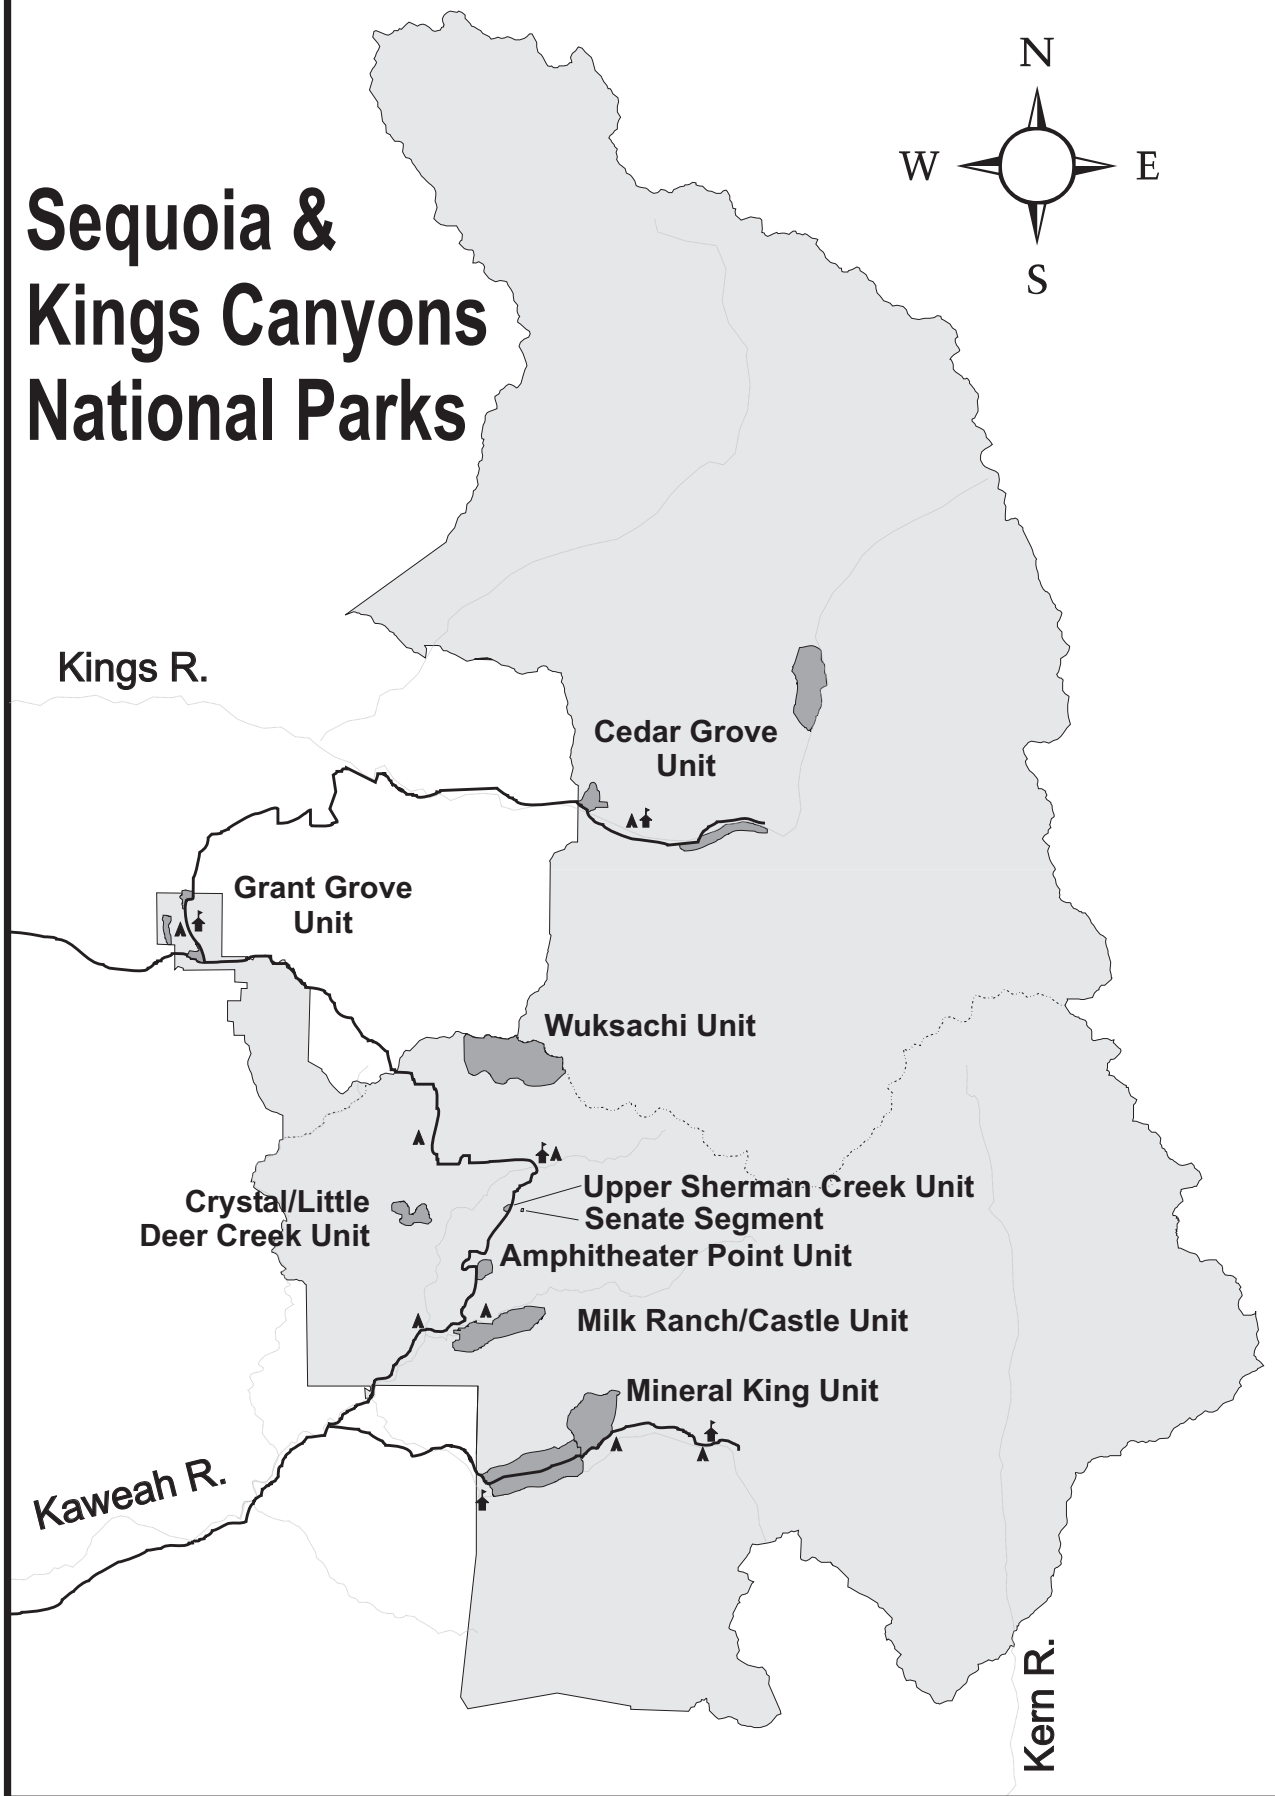 N
W E
S
Sequoia &
Kings Canyons
National Parks
Kings R.
Cedar Grove
Unit
Grant Grove
Unit
Wuksachi Unit
Upper Sherman Creek Unit
Crystal/Little
Deer Creek Unit
Senate Segment
Amphitheater Point Unit
Milk Ranch/Castle Unit
Mineral King Unit
Kaweah R.
Kern R.